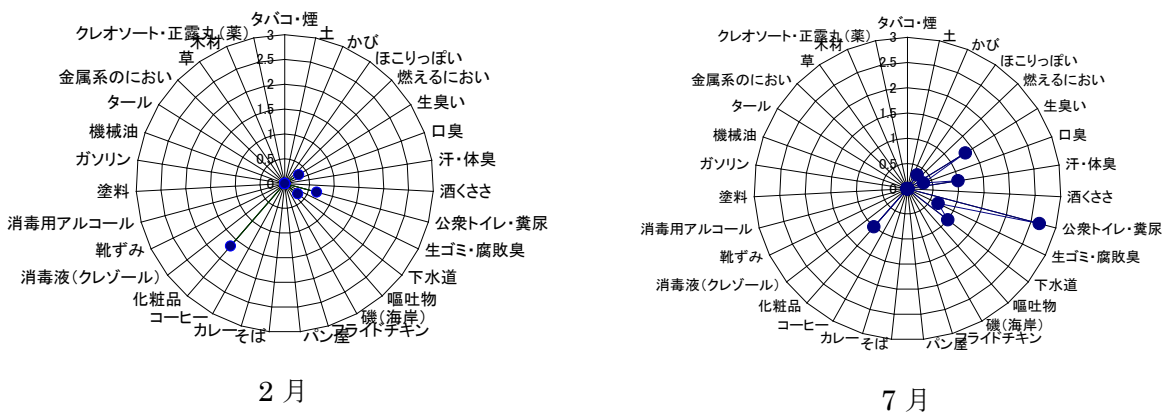 タバコ・煙
土
かび
ほこりっぽい
燃えるにおい
生臭い
口臭
汗・体臭
酒くささ
公衆トイレ・糞尿
生ゴミ・腐敗臭
下水道
嘔吐物
磯(海岸)
フライドチキン
パン屋
そば
カレー
コーヒー
化粧品
消毒液(クレゾール)
靴ずみ
消毒用アルコール
塗料
ガソリン
機械油
タール
金属系のにおい
草
木材
クレオソート・正露丸(薬)
3
2.5
2
1.5
1
0.5
0
2 月
タバコ・煙
土
かび
ほこりっぽい
燃えるにおい
生臭い
口臭
汗・体臭
酒くささ
公衆トイレ・糞尿
生ゴミ・腐敗臭
下水道
嘔吐物
磯(海岸)
フライドチキン
パン屋
そば
カレー
コーヒー
化粧品
消毒液(クレゾール)
靴ずみ
消毒用アルコール
塗料
ガソリン
機械油
タール
金属系のにおい
草
木材
クレオソート・正露丸(薬)
3
2.5
2
1.5
1
0.5
0
7 月